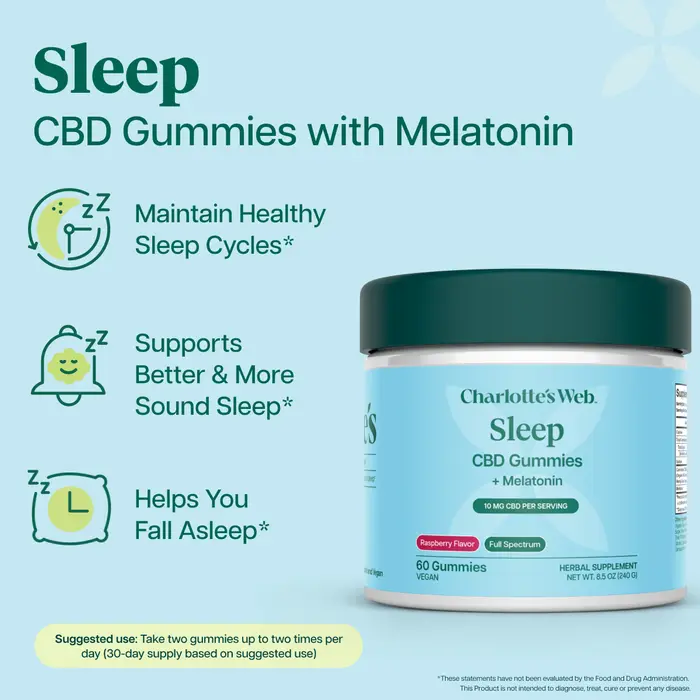 Sleep
CBD Gummies with Melatonin
zZZ
Maintain Healthy
Sleep Cycles*
zZ
Supports
Better & More
Sound Sleep*
ZZ
Helps You
Fall Asleep*
Charlotte's Web.
Sleep
CBD Gummies
+ Melatonin
10 MG CBD PER SERVING
Raspberry Flavor
Full Spectrum
60 Gummies
VEGAN
HERBAL SUPPLEMENT
NET WT. 8.5 OZ (240 G)
Suggested use: Take two gummies up to two times per
day (30-day supply based on suggested use)
*These statements have not been evaluated by the Food and Drug Administration.
This Product is not intended to diagnose, treat, cure or prevent any disease.